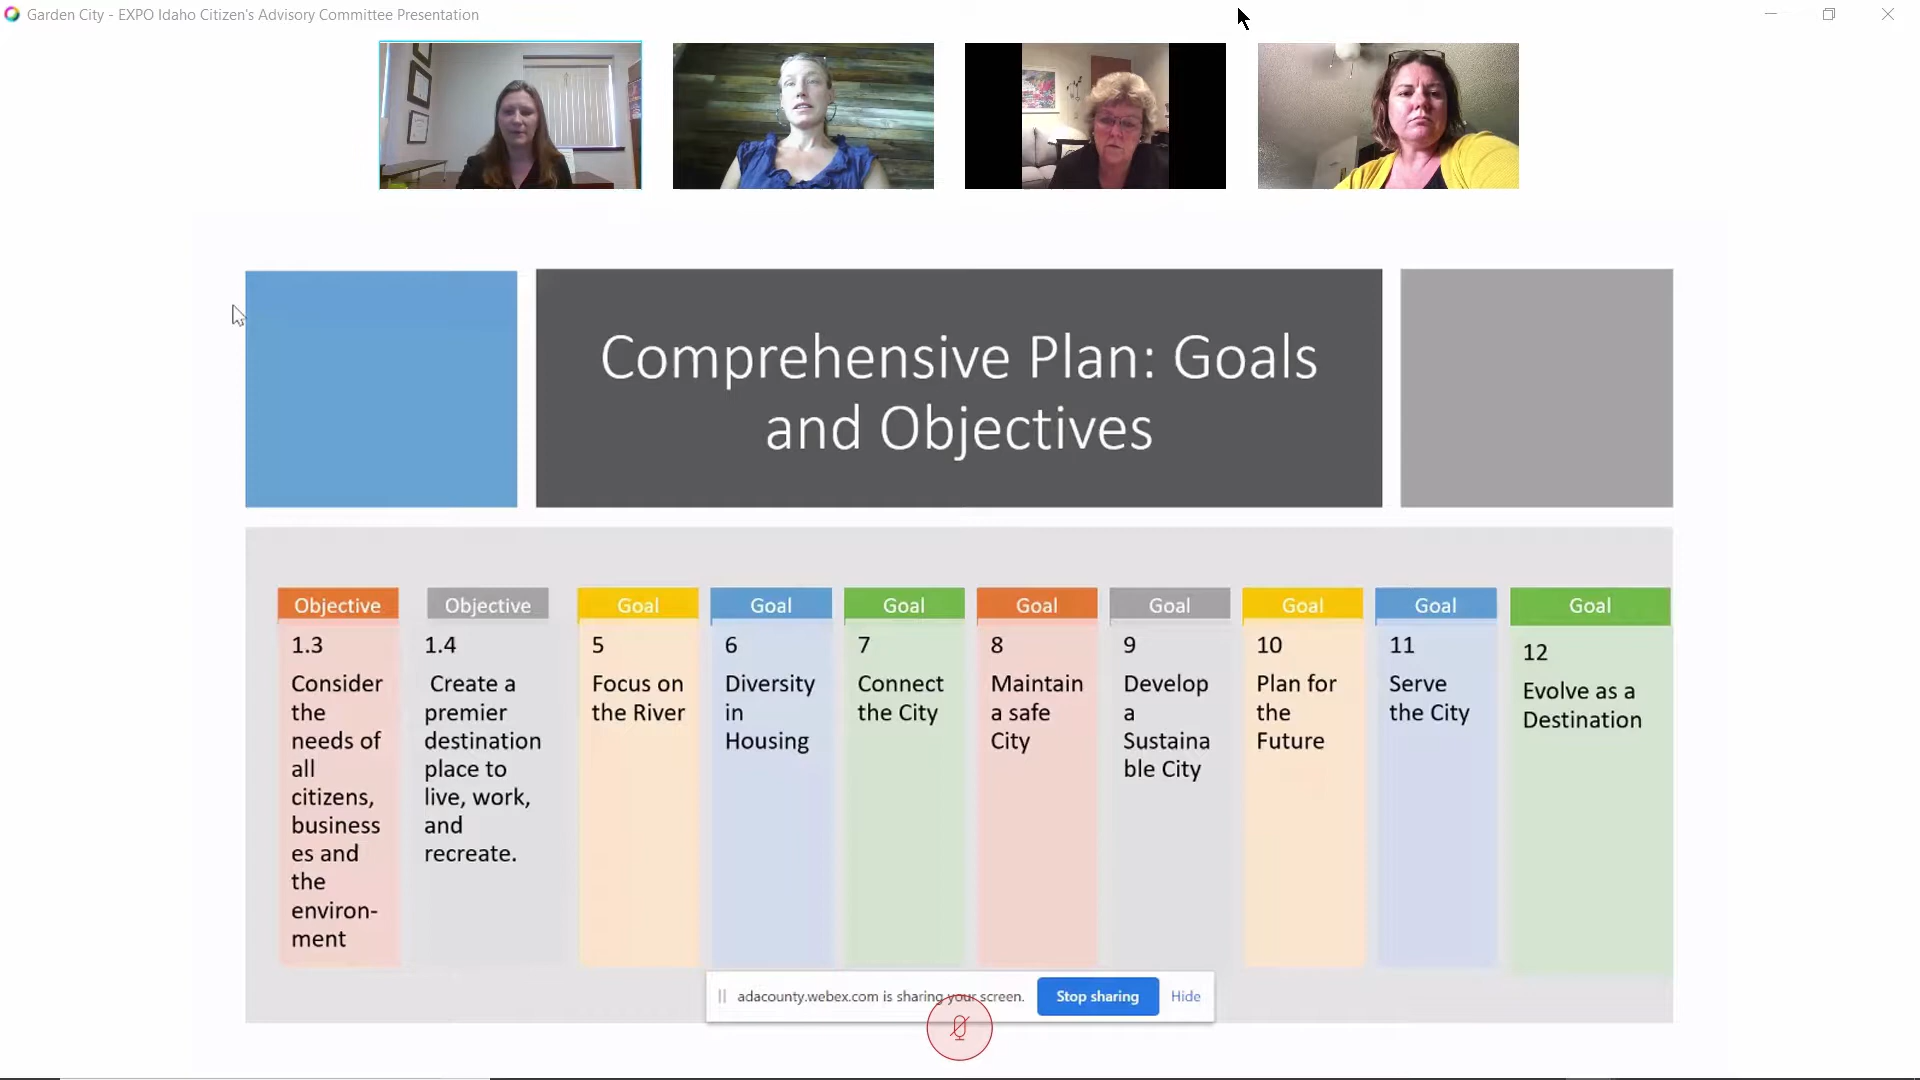 Garden City - EXPO Idaho Citizen's Advisory Committee Presentation
Comprehensive Plan: Goals
and Objectives
Objective
1.3
Consider
the
needs of
all
citizens,
business
es and
the
environ-
ment
Objective
1.4
Create a
premier
destination
place to
live, work,
and
recreate.
Goal
5
Focus on
the River
Goal
6
Diversity
in
Housing
Goal
7
Connect
the City
Goal
8
Maintain
a safe
City
Goal
9
Develop
a
Sustaina
ble City
Goal
10
Plan for
the
Future
Goal
11
Serve
the City
Goal
12
Evolve as a
Destination
adacounty.webex.com is sharing your screen.
Stop sharing
Hide